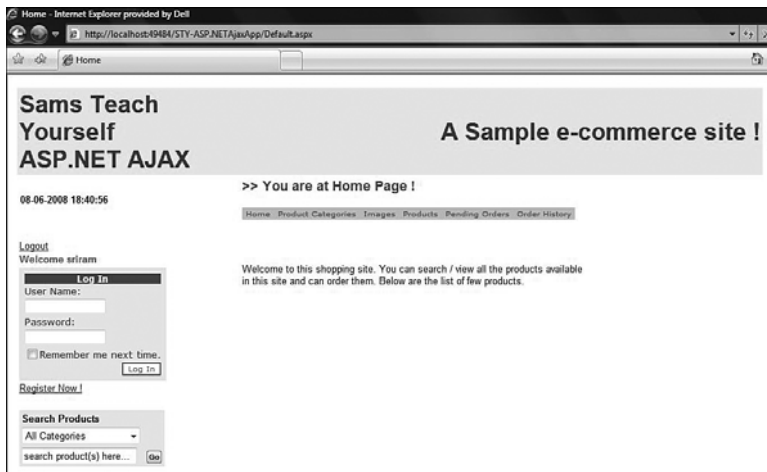 Home - Internet Explorer provided by Dell
http://localhost:49484/STY-ASP.NETAjaxApp/Default.aspx
Home
Sams Teach
Yourself
ASP.NET AJAX
A Sample e-commerce site !
08-06-2008 18:40:56
>> You are at Home Page !
Home Product Categories Images Products Pending Orders Order History
Logout
Welcome sriram
Log In
User Name:
Password:
Remember me next time.
Log In
Register Now !
Welcome to this shopping site. You can search / view all the products available
in this site and can order them. Below are the list of few products.
Search Products
All Categories
search product(s) here...
Go